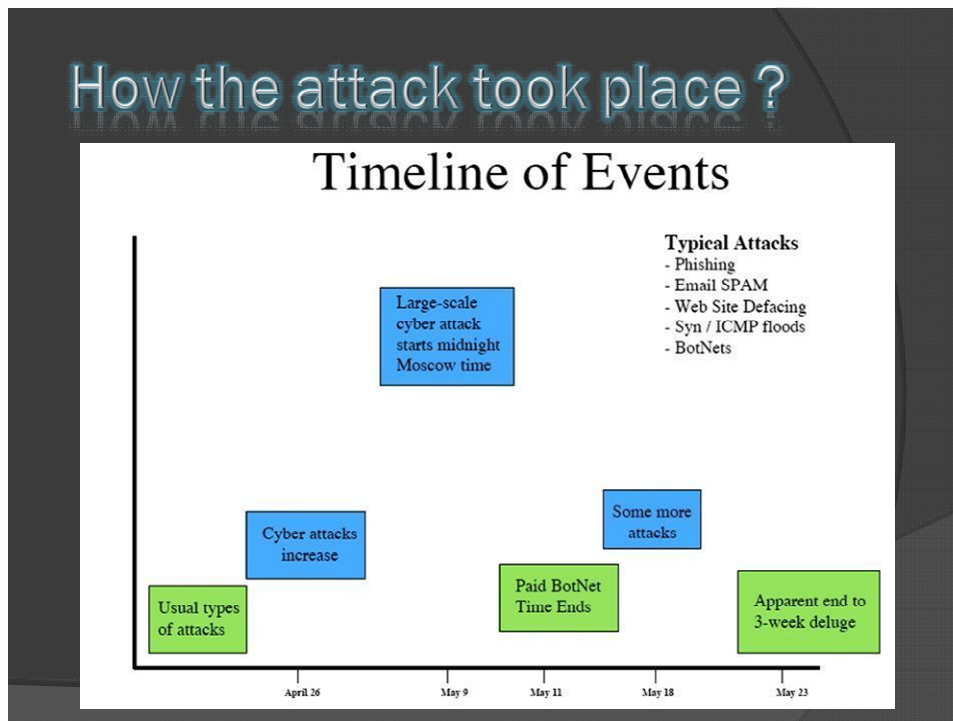 How the attack took place ?
Timeline of Events
Typical Attacks
- Phishing
- Email SPAM
- Web Site Defacing
- Syn / ICMP floods
- BotNets
Large-scale
cyber attack
starts midnight
Moscow time
Some more
attacks
Cyber attacks
increase
Paid BotNet
Time Ends
Apparent end to
3-week deluge
Usual types
of attacks
April 26
May 9
May 11
May 18
May 23